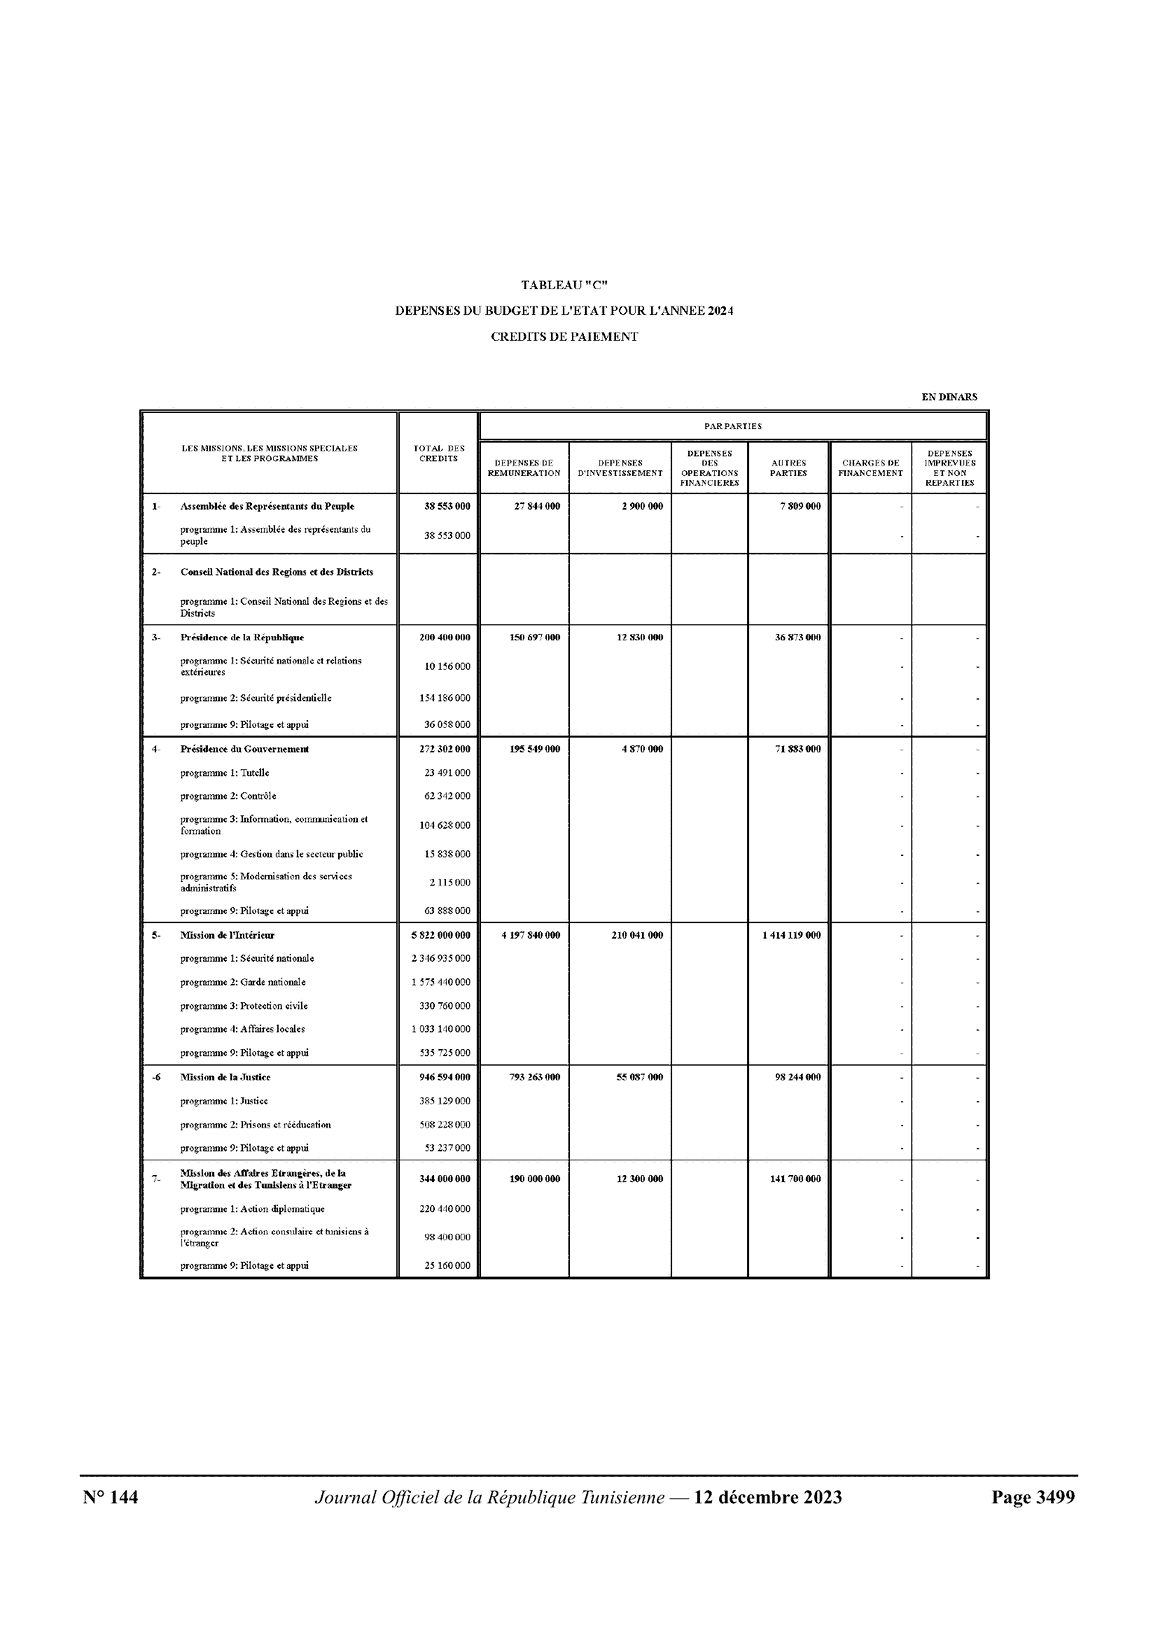 TABLEAU "C"
DEPENSES DU BUDGET DE L'ETAT POUR L'ANNEE 2024
CREDITS DE PAIEMENT
EN DINARS
LES MISSIONS, LES MISSIONS SPECIALES
ET LES PROGRAMMES
TOTAL DES
CREDITS
PAR PARTIES
DEPENSES DE
REMUNERATION
DEPENSES
D'INVESTISSEMENT
DEPENSES
DES
OPERATIONS
FINANCIERES
AUTRES
PARTIES
CHARGES DE
FINANCEMENT
DEPENSES
IMPREVUES
ET NON
REPARTIES
1- Assemblée des Représentants du Peuple 38 553 000 27 844 000 2 900 000 7 809 000 - -
programme 1: Assemblée des représentants du
peuple 38 553 000 - -
2- Conseil National des Regions et des Districts
programme 1: Conseil National des Regions et des
Districts
3- Présidence de la République 200 400 000 150 697 000 12 830 000 36 873 000 - -
programme 1: Sécurité nationale et relations
extérieures 10 156 000 - -
programme 2: Sécurité présidentielle 154 186 000 - -
programme 9: Pilotage et appui 36 058 000 - -
4- Présidence du Gouvernement 272 302 000 195 549 000 4 870 000 71 883 000 - -
programme 1: Tutelle 23 491 000 - -
programme 2: Contrôle 62 342 000 - -
programme 3: Information, communication et
formation 104 628 000 - -
programme 4: Gestion dans le secteur public 15 838 000 - -
programme 5: Modernisation des services
administratifs 2 115 000 - -
programme 9: Pilotage et appui 63 888 000 - -
5- Mission de l'Intérieur 5 822 000 000 4 197 840 000 210 041 000 1 414 119 000 - -
programme 1: Sécurité nationale 2 346 935 000 - -
programme 2: Garde nationale 1 575 440 000 - -
programme 3: Protection civile 330 760 000 - -
programme 4: Affaires locales 1 033 140 000 - -
programme 9: Pilotage et appui 535 725 000 - -
-6 Mission de la Justice 946 594 000 793 263 000 55 087 000 98 244 000 - -
programme 1: Justice 385 129 000 - -
programme 2: Prisons et rééducation 508 228 000 - -
programme 9: Pilotage et appui 53 237 000 - -
7- Mission des Affaires Etrangères, de la
Migration et des Tunisiens à l'Etranger 344 000 000 190 000 000 12 300 000 141 700 000 - -
programme 1: Action diplomatique 220 440 000 - -
programme 2: Action consulaire et tunisiens à
l'étranger 98 400 000 - -
programme 9: Pilotage et appui 25 160 000 - -
N° 144 Journal Officiel de la République Tunisienne — 12 décembre 2023 Page 3499